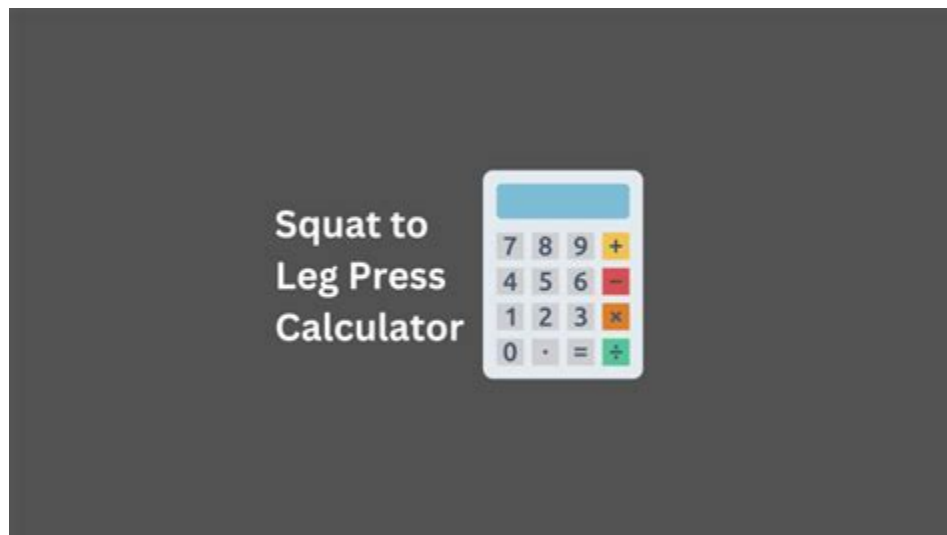 Squat to
Leg Press
Calculator
7 8 9 +
4 5 6 −
1 2 3 ×
0 · = ÷